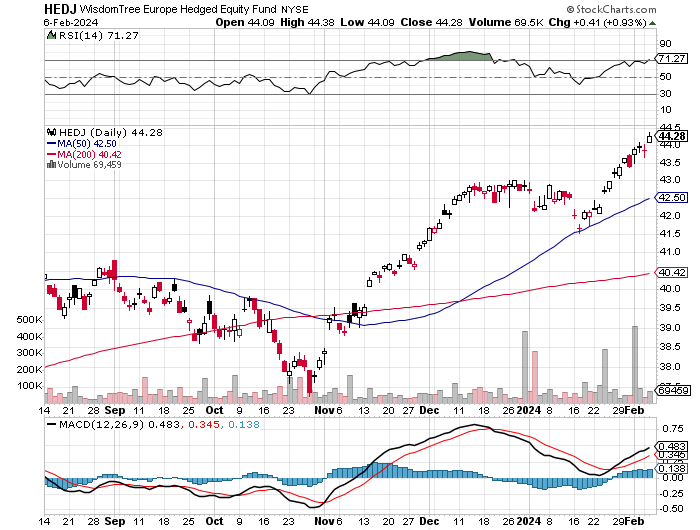 HEDJ WisdomTree Europe Hedged Equity Fund NYSE © StockCharts.com
6-Feb-2024 Open 44.09 High 44.38 Low 44.09 Close 44.28 Volume 69.5K Chg +0.41 (+0.93%)
RSI(14) 71.27
90
71.27
50
30
10
HEDJ (Daily) 44.28
MA(50) 42.50
MA(200) 40.42
Volume 69,459
44.5
44.28
44.0
43.5
43.0
42.50
42.0
41.5
41.0
40.42
40.0
39.5
39.0
38.5
38.0
37.5
69459
500K
400K
300K
200K
100K
14 21 28 Sep 11 18 25 Oct 9 16 23 Nov 6 13 20 27 Dec 11 18 26 2024 8 16 22 29 Feb
MACD(12,26,9) 0.483, 0.345, 0.138
0.75
0.483
0.345
0.138
0.00
-0.25
-0.50
14 21 28 Sep 11 18 25 Oct 9 16 23 Nov 6 13 20 27 Dec 11 18 26 2024 8 16 22 29 Feb